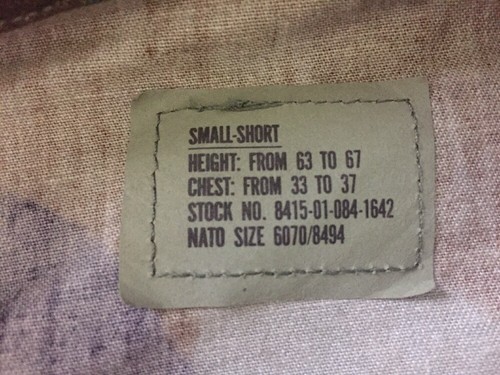 SMALL-SHORT
HEIGHT: FROM 63 TO 67
CHEST: FROM 33 TO 37
STOCK NO. 8415-01-084-1642
NATO SIZE 6070/8494